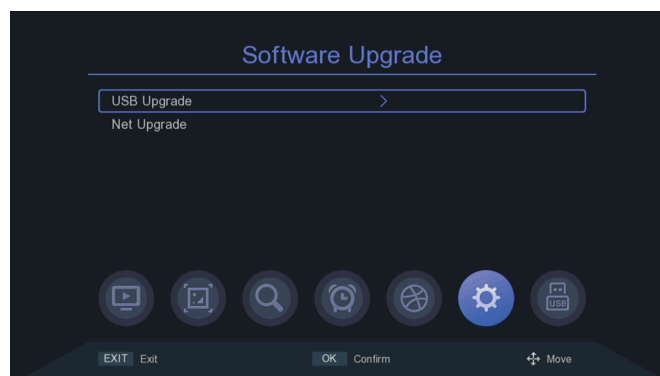 Software Upgrade
USB Upgrade >
Net Upgrade
USB
EXIT Exit OK Confirm Move